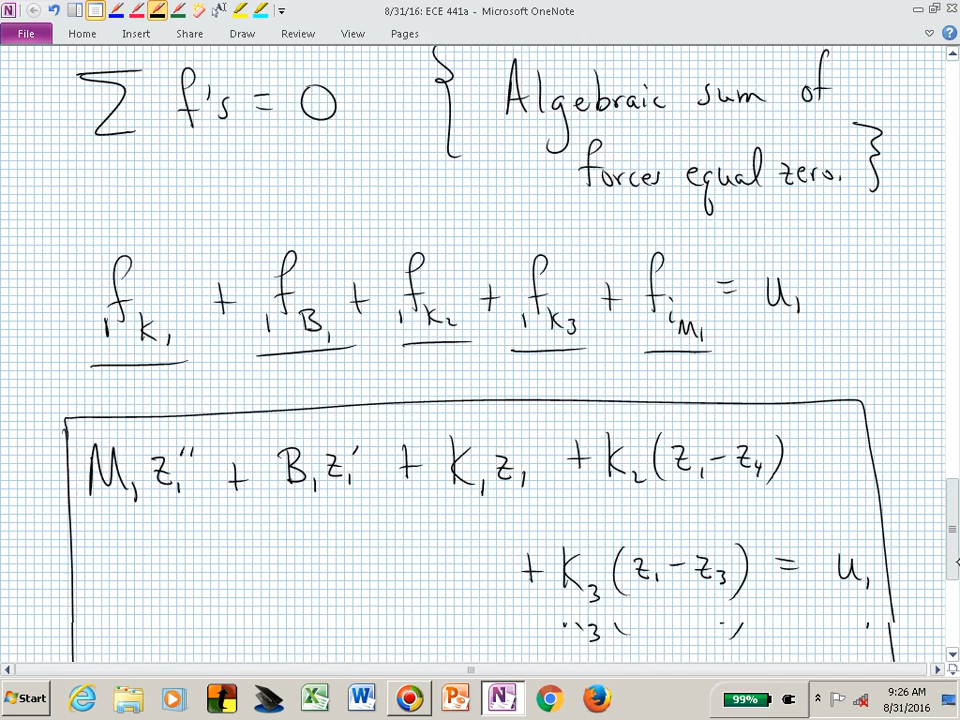 8/31/16: ECE 441a - Microsoft OneNote
File Home Insert Share Draw Review View Pages
∑ f's = 0 { Algebraic sum of
forces equal zero. }
₁f_K₁ + ₁f_B₁ + ₁f_K₂ + ₁f_K₃ + f_i_M₁ = u₁
M₁z₁'' + B₁z₁' + K₁z₁ + K₂(z₁-z₄)
+ K₃(z₁-z₃) = u₁
Start
99%
9:26 AM
8/31/2016